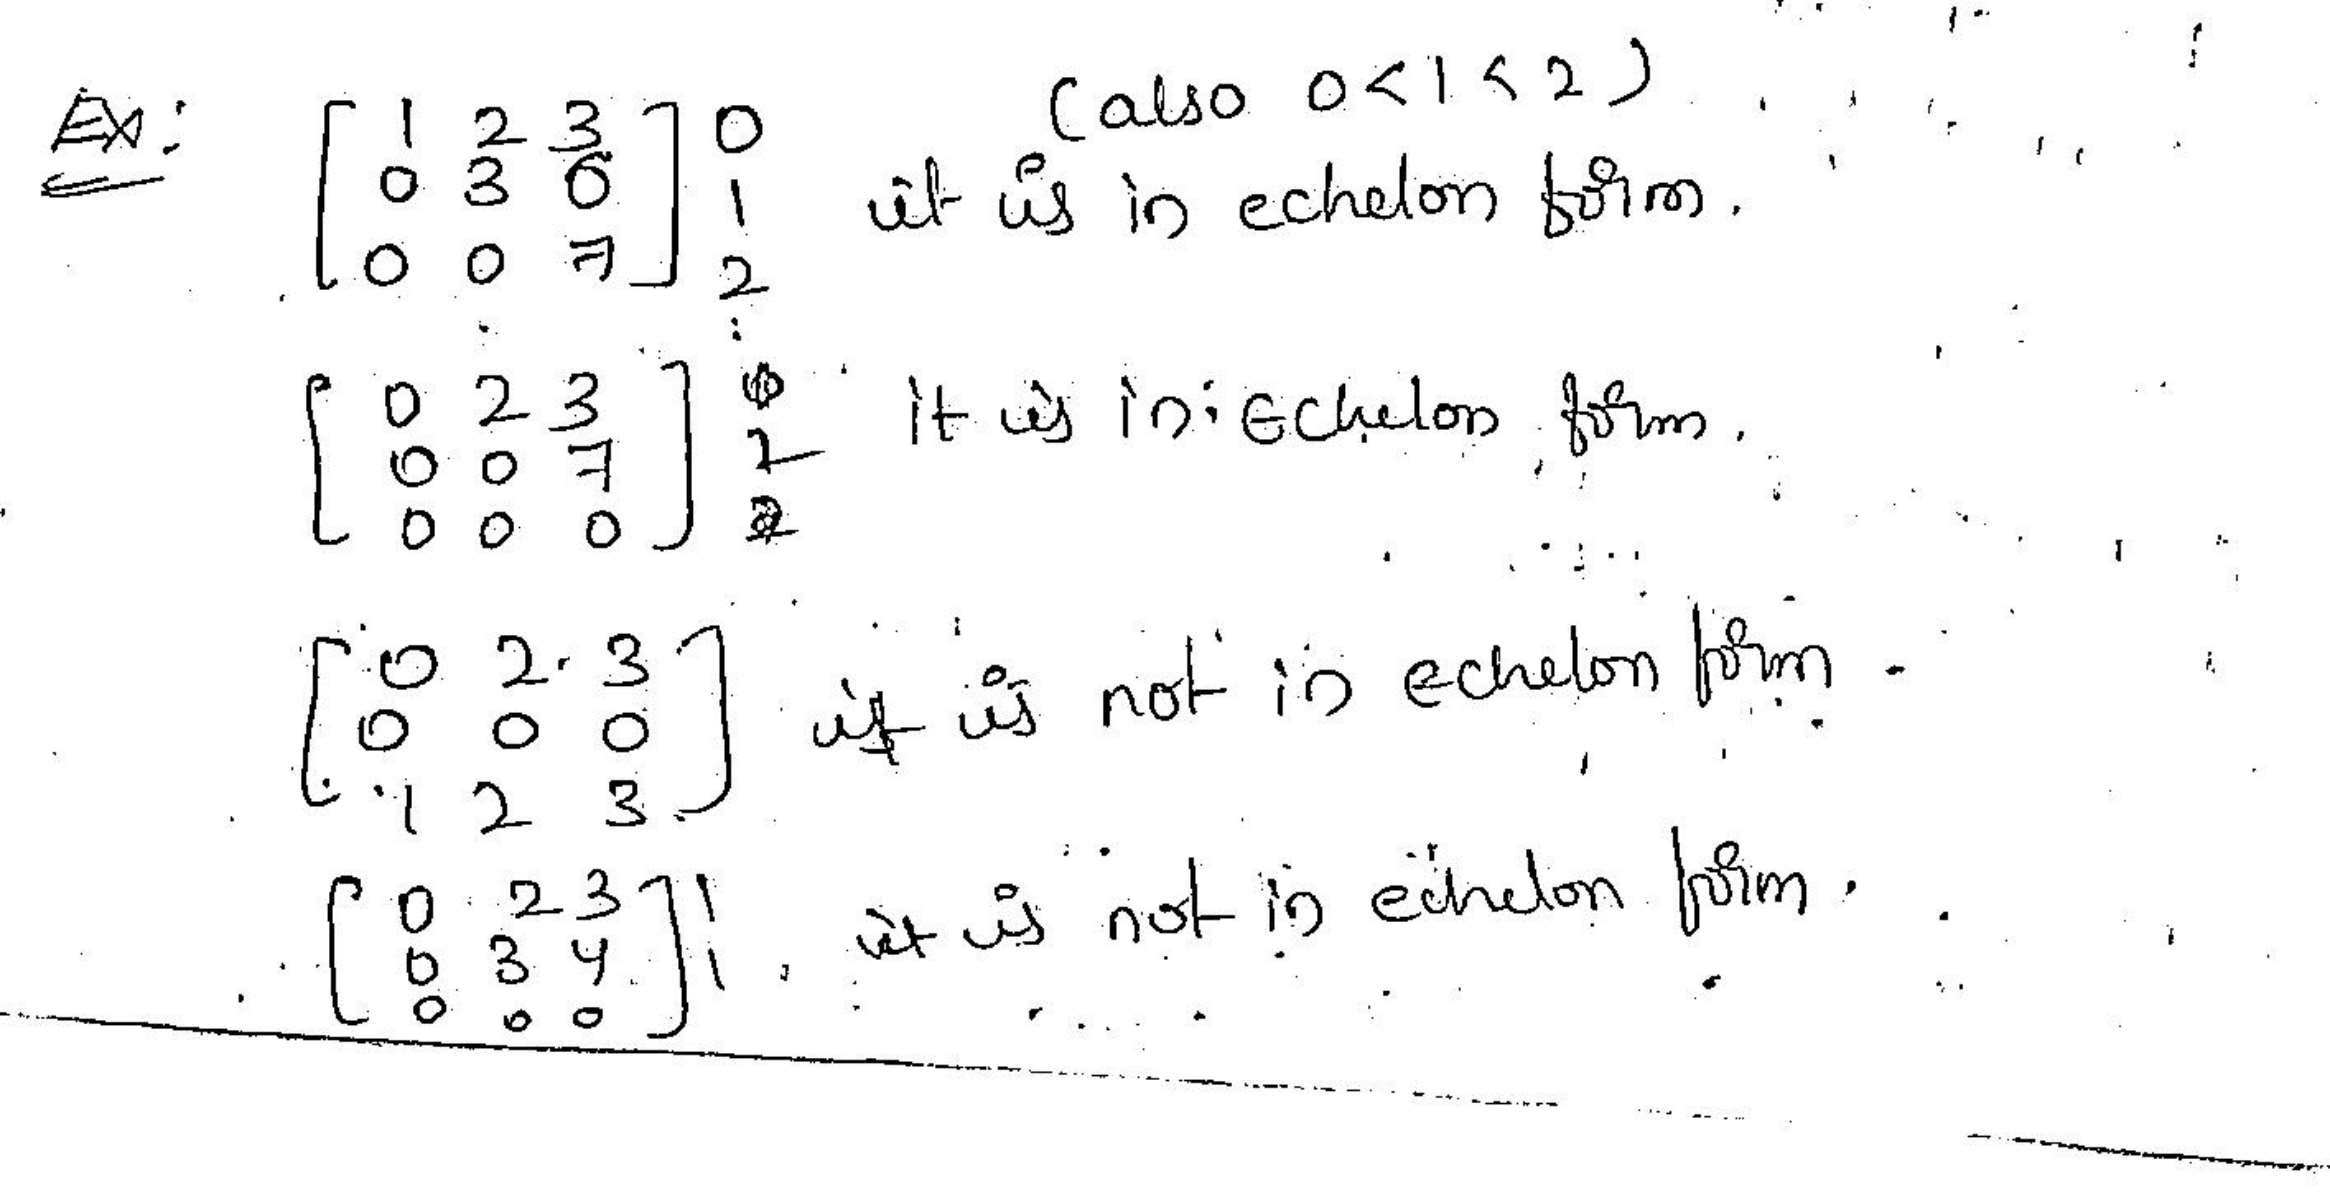 Ex: [ 1 2 3 ] 0 (also 0 < 1 < 2)
[ 0 3 6 ] 1 it is in echelon form.
[ 0 0 7 ] 2
[ 0 2 3 ] it is in Echelon form.
[ 0 0 7 ]
[ 0 0 0 ] 2
[ 0 2 3 ]
[ 0 0 0 ] it is not in echelon form.
[ 1 2 3 ]
[ 0 2 3 ] 1
[ 0 3 4 ] 1, it is not in echelon form.
[ 0 0 0 ]